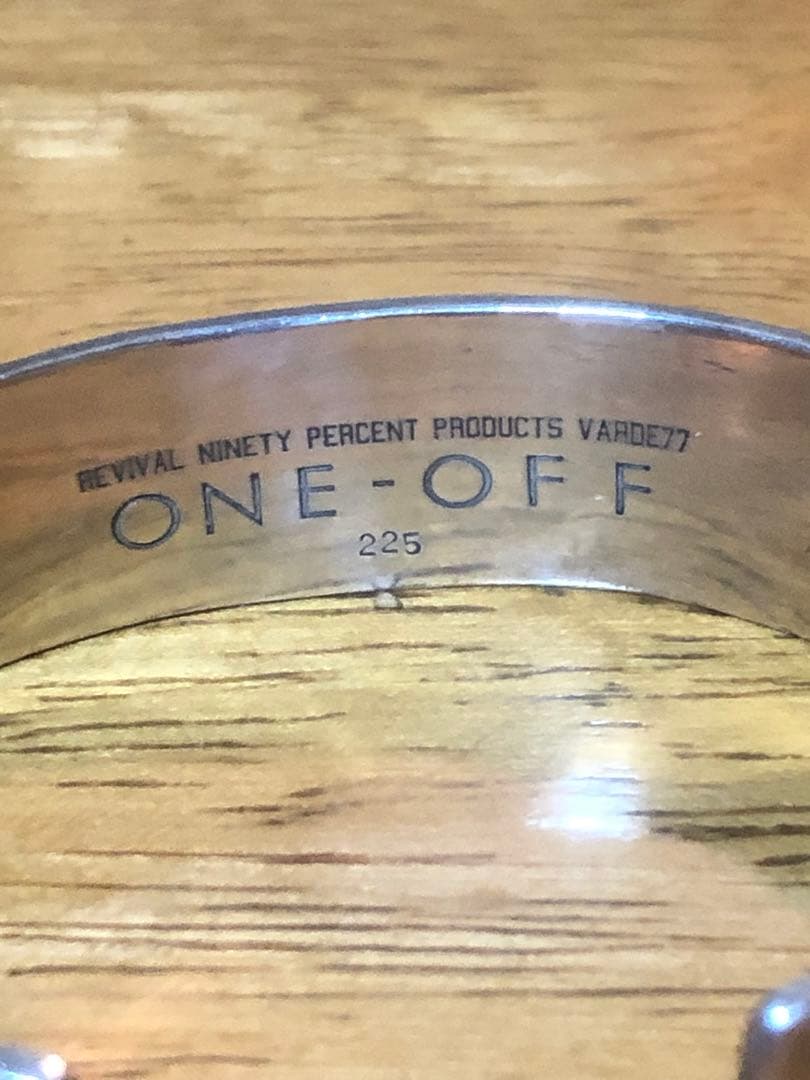 REVIVAL NINETY PERCENT PRODUCTS VARDE77
ONE-OFF
225